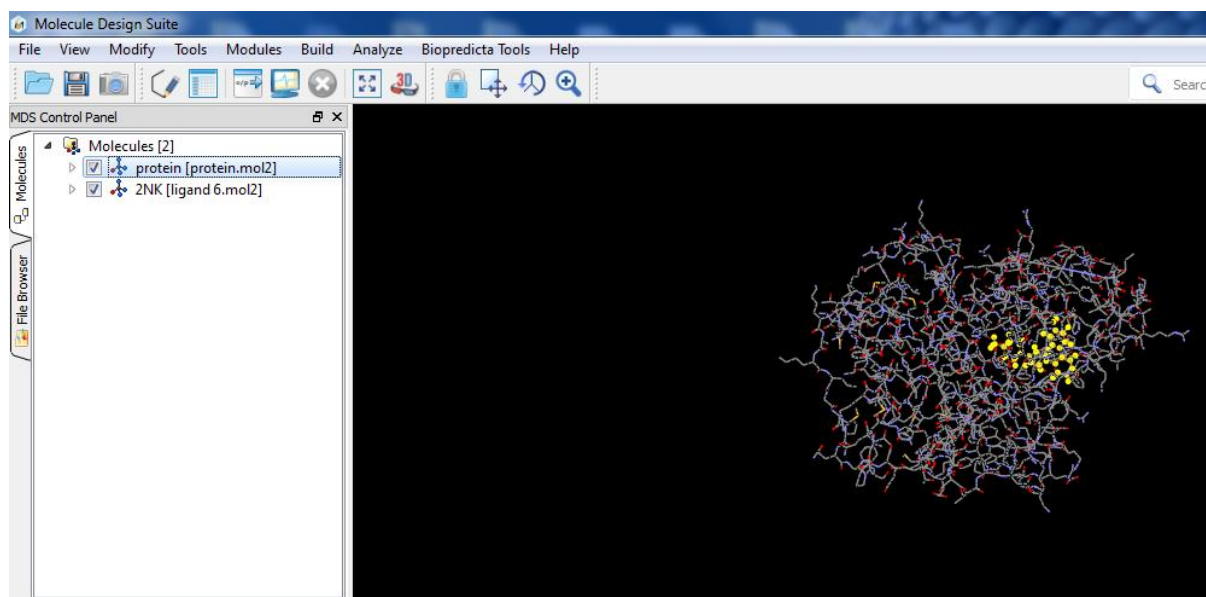 Molecule Design Suite
File View Modify Tools Modules Build Analyze Biopredicta Tools Help
Searc
MDS Control Panel
Molecules
File Browser
Molecules [2]
protein [protein.mol2]
2NK [ligand 6.mol2]